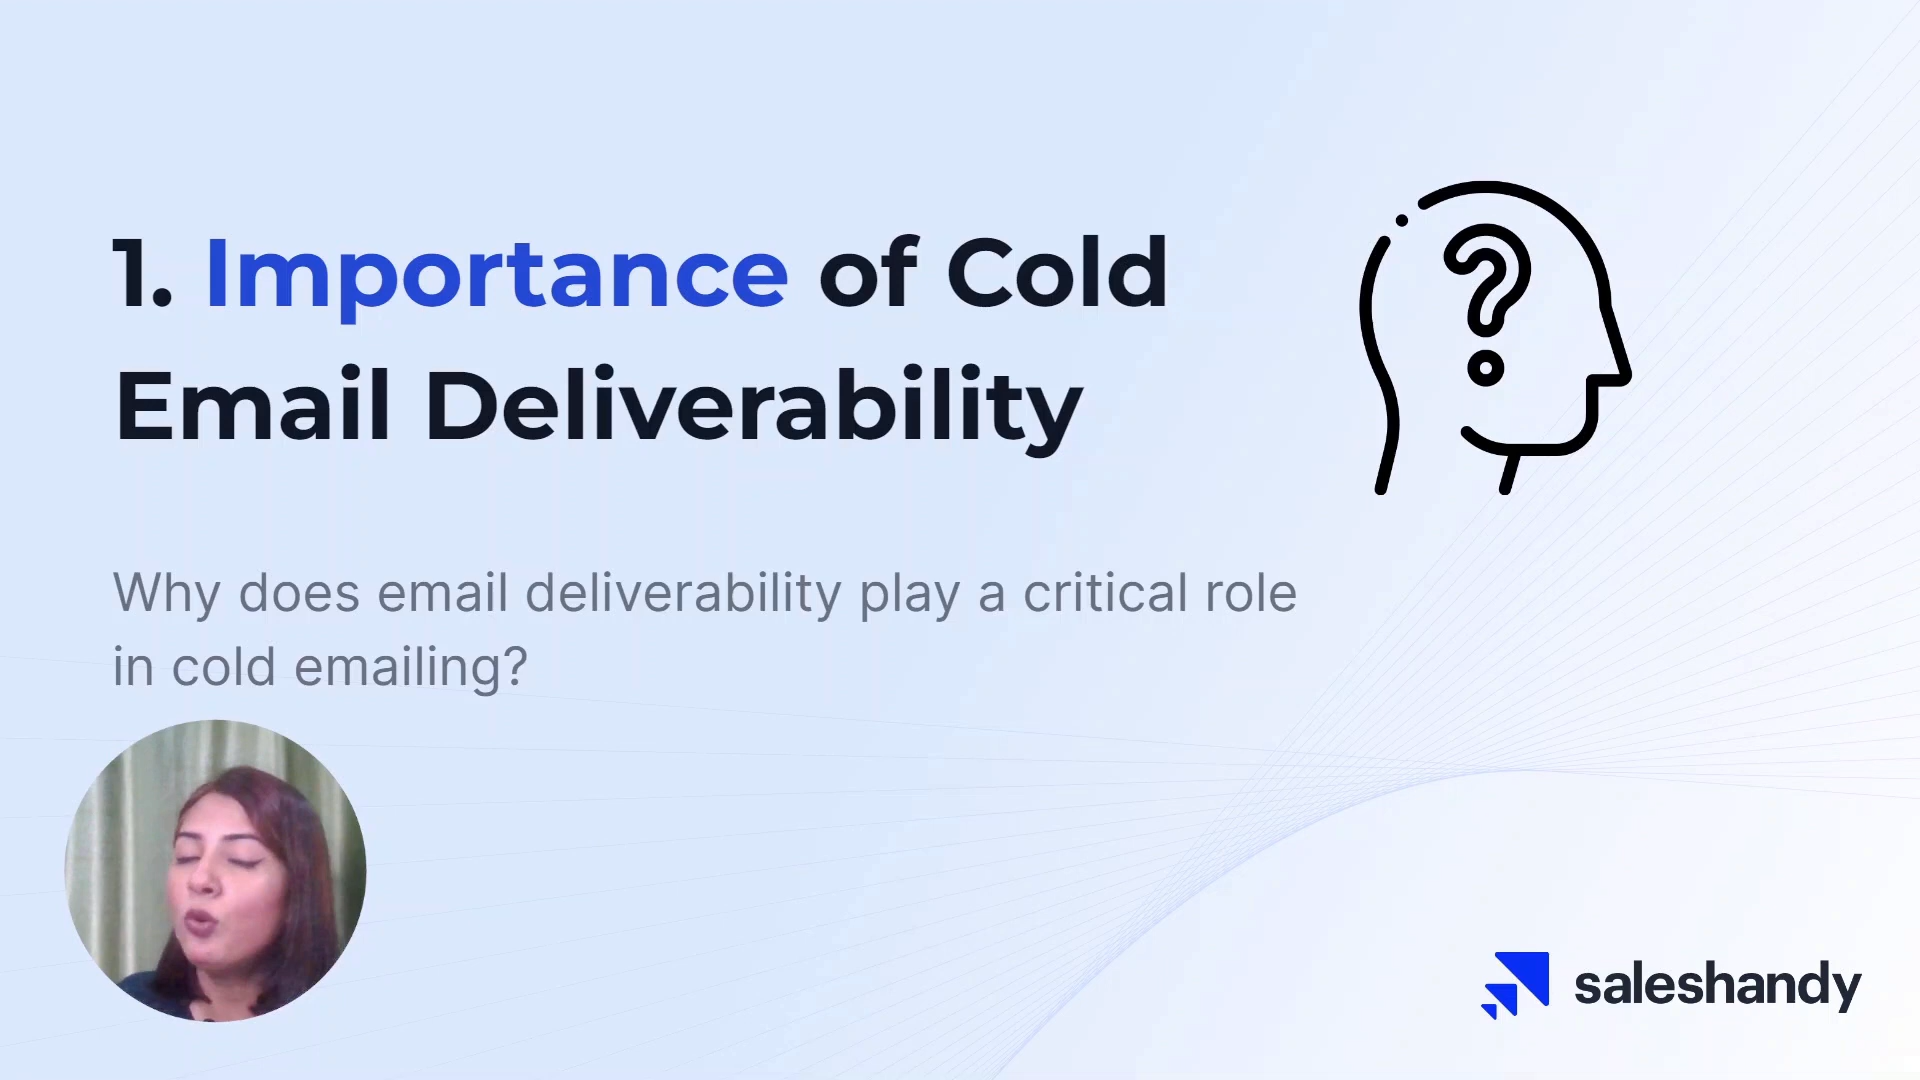 1. Importance of Cold
Email Deliverability
Why does email deliverability play a critical role
in cold emailing?
saleshandy